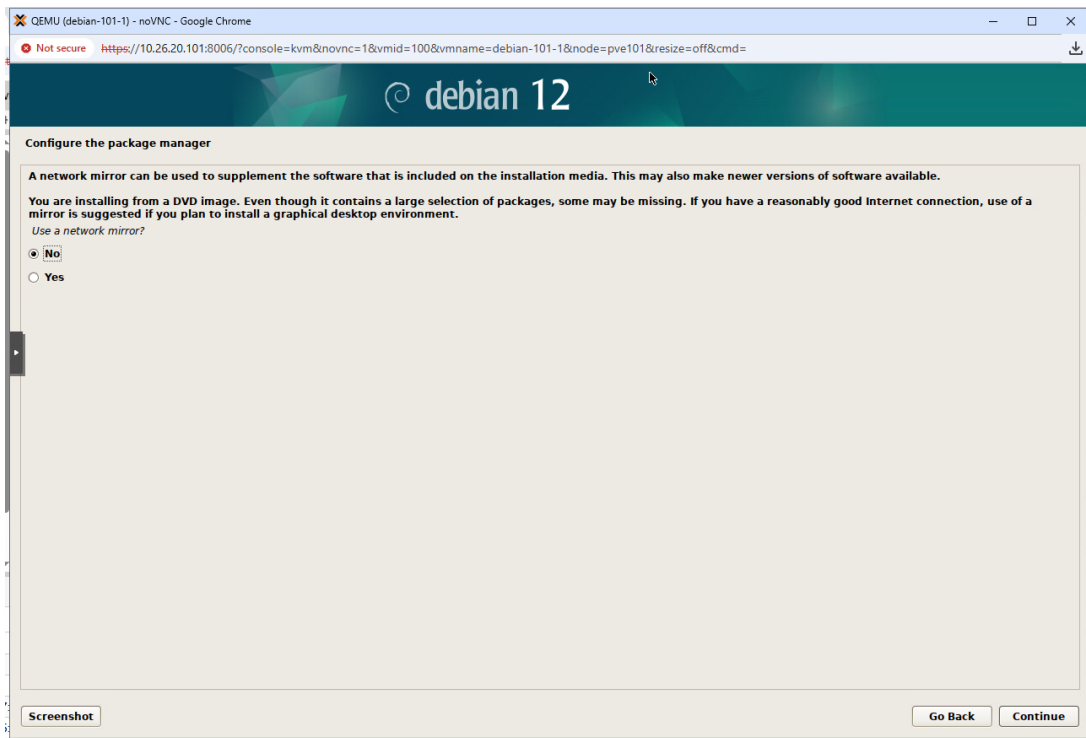 QEMU (debian-101-1) - noVNC - Google Chrome
Not secure https://10.26.20.101:8006/?console=kvm&novnc=1&vmid=100&vmname=debian-101-1&node=pve101&resize=off&cmd=
debian 12
Configure the package manager
A network mirror can be used to supplement the software that is included on the installation media. This may also make newer versions of software available.
You are installing from a DVD image. Even though it contains a large selection of packages, some may be missing. If you have a reasonably good Internet connection, use of a
mirror is suggested if you plan to install a graphical desktop environment.
Use a network mirror?
No
Yes
Screenshot
Go Back
Continue